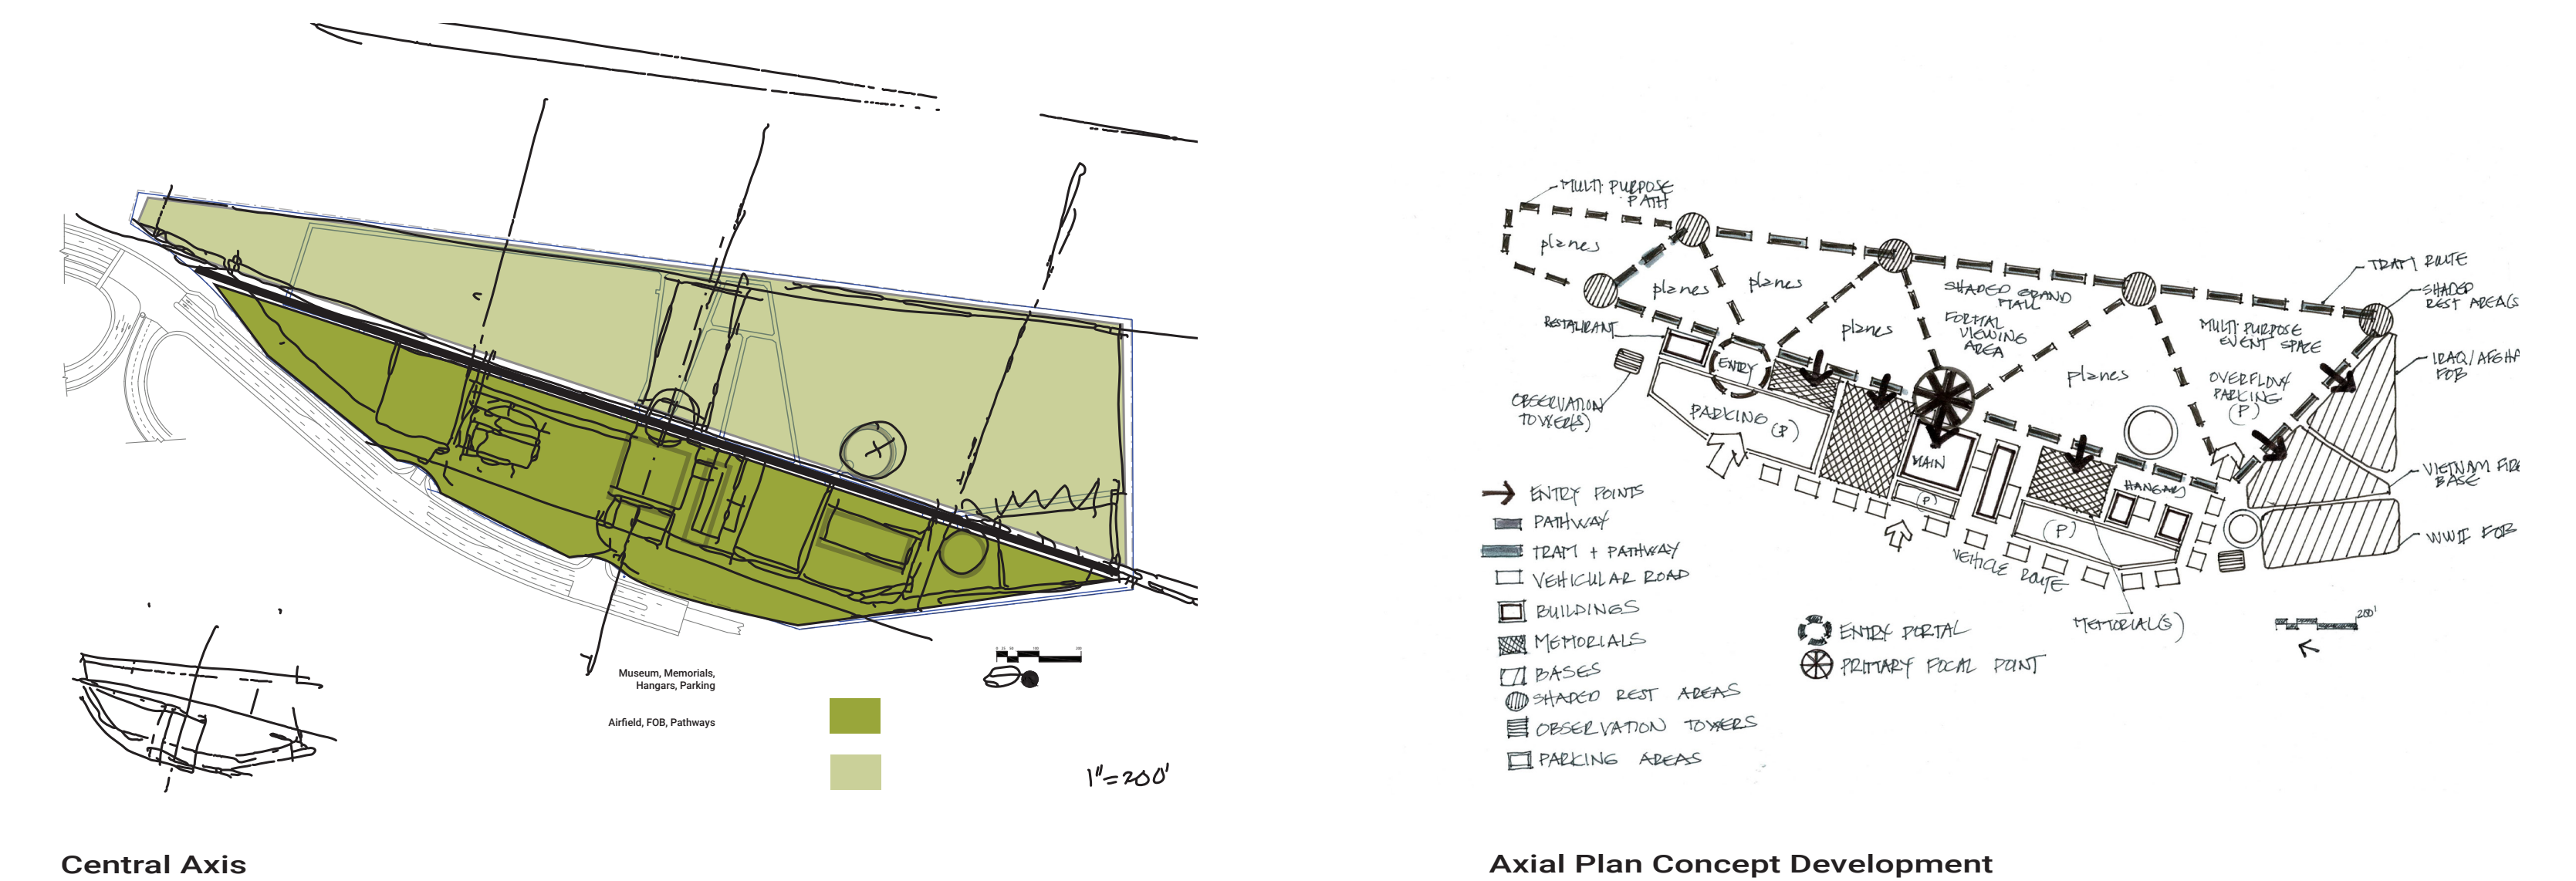 Museum, Memorials,
Hangars, Parking
Airfield, FOB, Pathways
1"=200'
Central Axis
MULTI PURPOSE
PATH
planes
planes
planes
planes
planes
SHADED GRAND
MALL
FORMAL
VIEWING
AREA
MULTI PURPOSE
EVENT SPACE
OVERFLOW
PARKING
(P)
TRAM ROUTE
SHADED
REST AREA(S
IRAQ/AFGH
FOB
VIETNAM FIRE
BASE
WWII FOB
RESTAURANT
ENTRY
OBSERVATION
TOWER(S)
PARKING (P)
MAIN
(P)
HANGARS
(P)
VEHICLE ROUTE
MEMORIAL(S)
200'
ENTRY POINTS
PATHWAY
TRAM + PATHWAY
VEHICULAR ROAD
BUILDINGS
MEMORIALS
BASES
SHADED REST AREAS
OBSERVATION TOWERS
PARKING AREAS
ENTRY PORTAL
PRIMARY FOCAL POINT
Axial Plan Concept Development